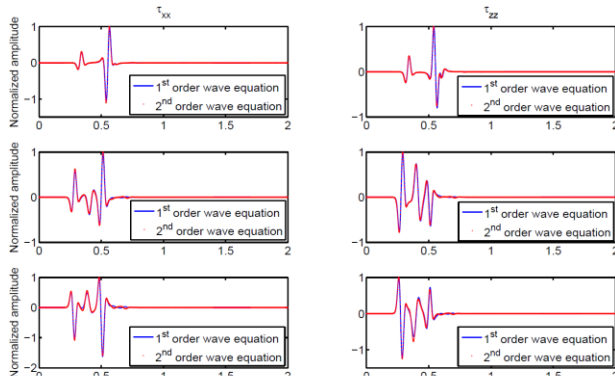 τxx
τzz
Normalized amplitude
1
0
−1
0
0.5
1
1.5
2
1st order wave equation
2nd order wave equation
1
0
−1
0
0.5
1
1.5
2
1st order wave equation
2nd order wave equation
Normalized amplitude
1
0
−1
0
0.5
1
1.5
2
1st order wave equation
2nd order wave equation
1
0
−1
0
0.5
1
1.5
2
1st order wave equation
2nd order wave equation
Normalized amplitude
1
0
−1
−2
0
0.5
1
1.5
2
1st order wave equation
2nd order wave equation
1
0
−1
0
0.5
1
1.5
2
1st order wave equation
2nd order wave equation